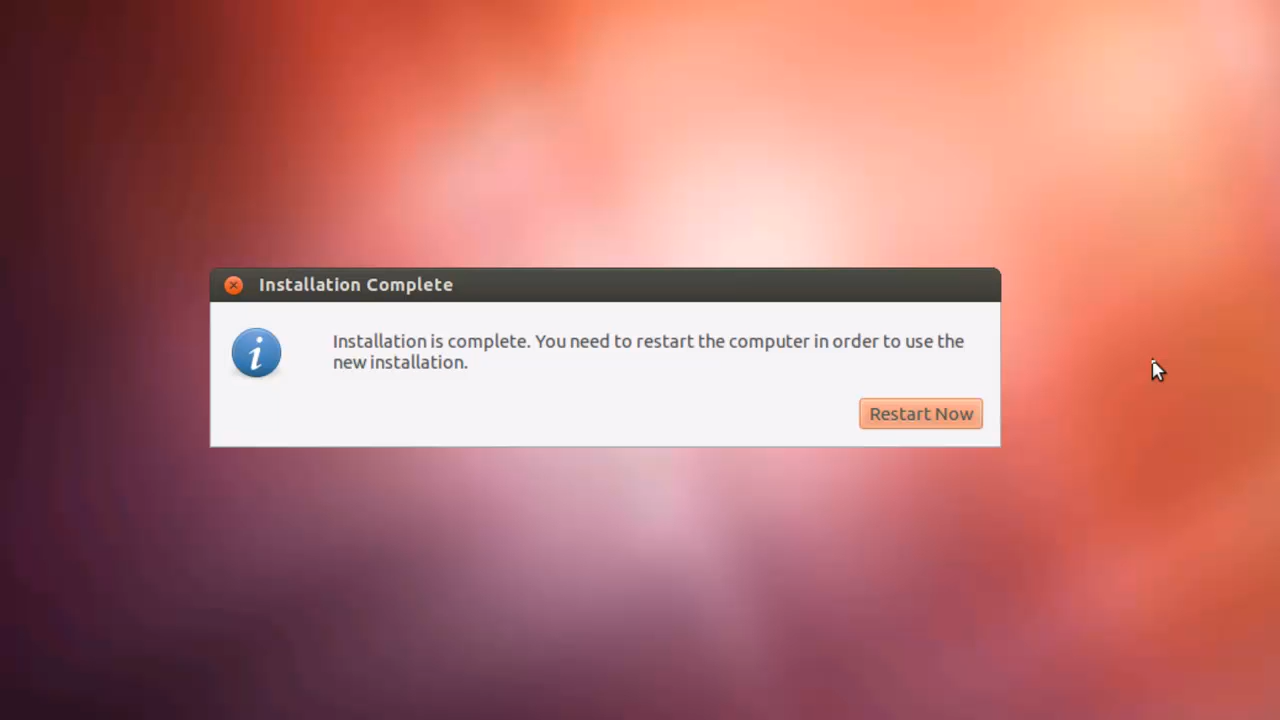 Installation Complete
Installation is complete. You need to restart the computer in order to use the
new installation.
Restart Now